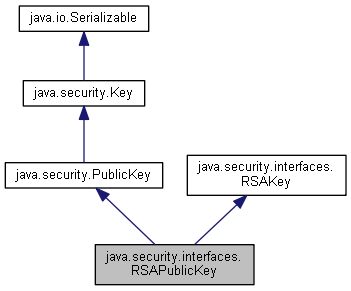 java.io.Serializable
java.security.Key
java.security.PublicKey
java.security.interfaces.
RSAKey
java.security.interfaces.
RSAPublicKey